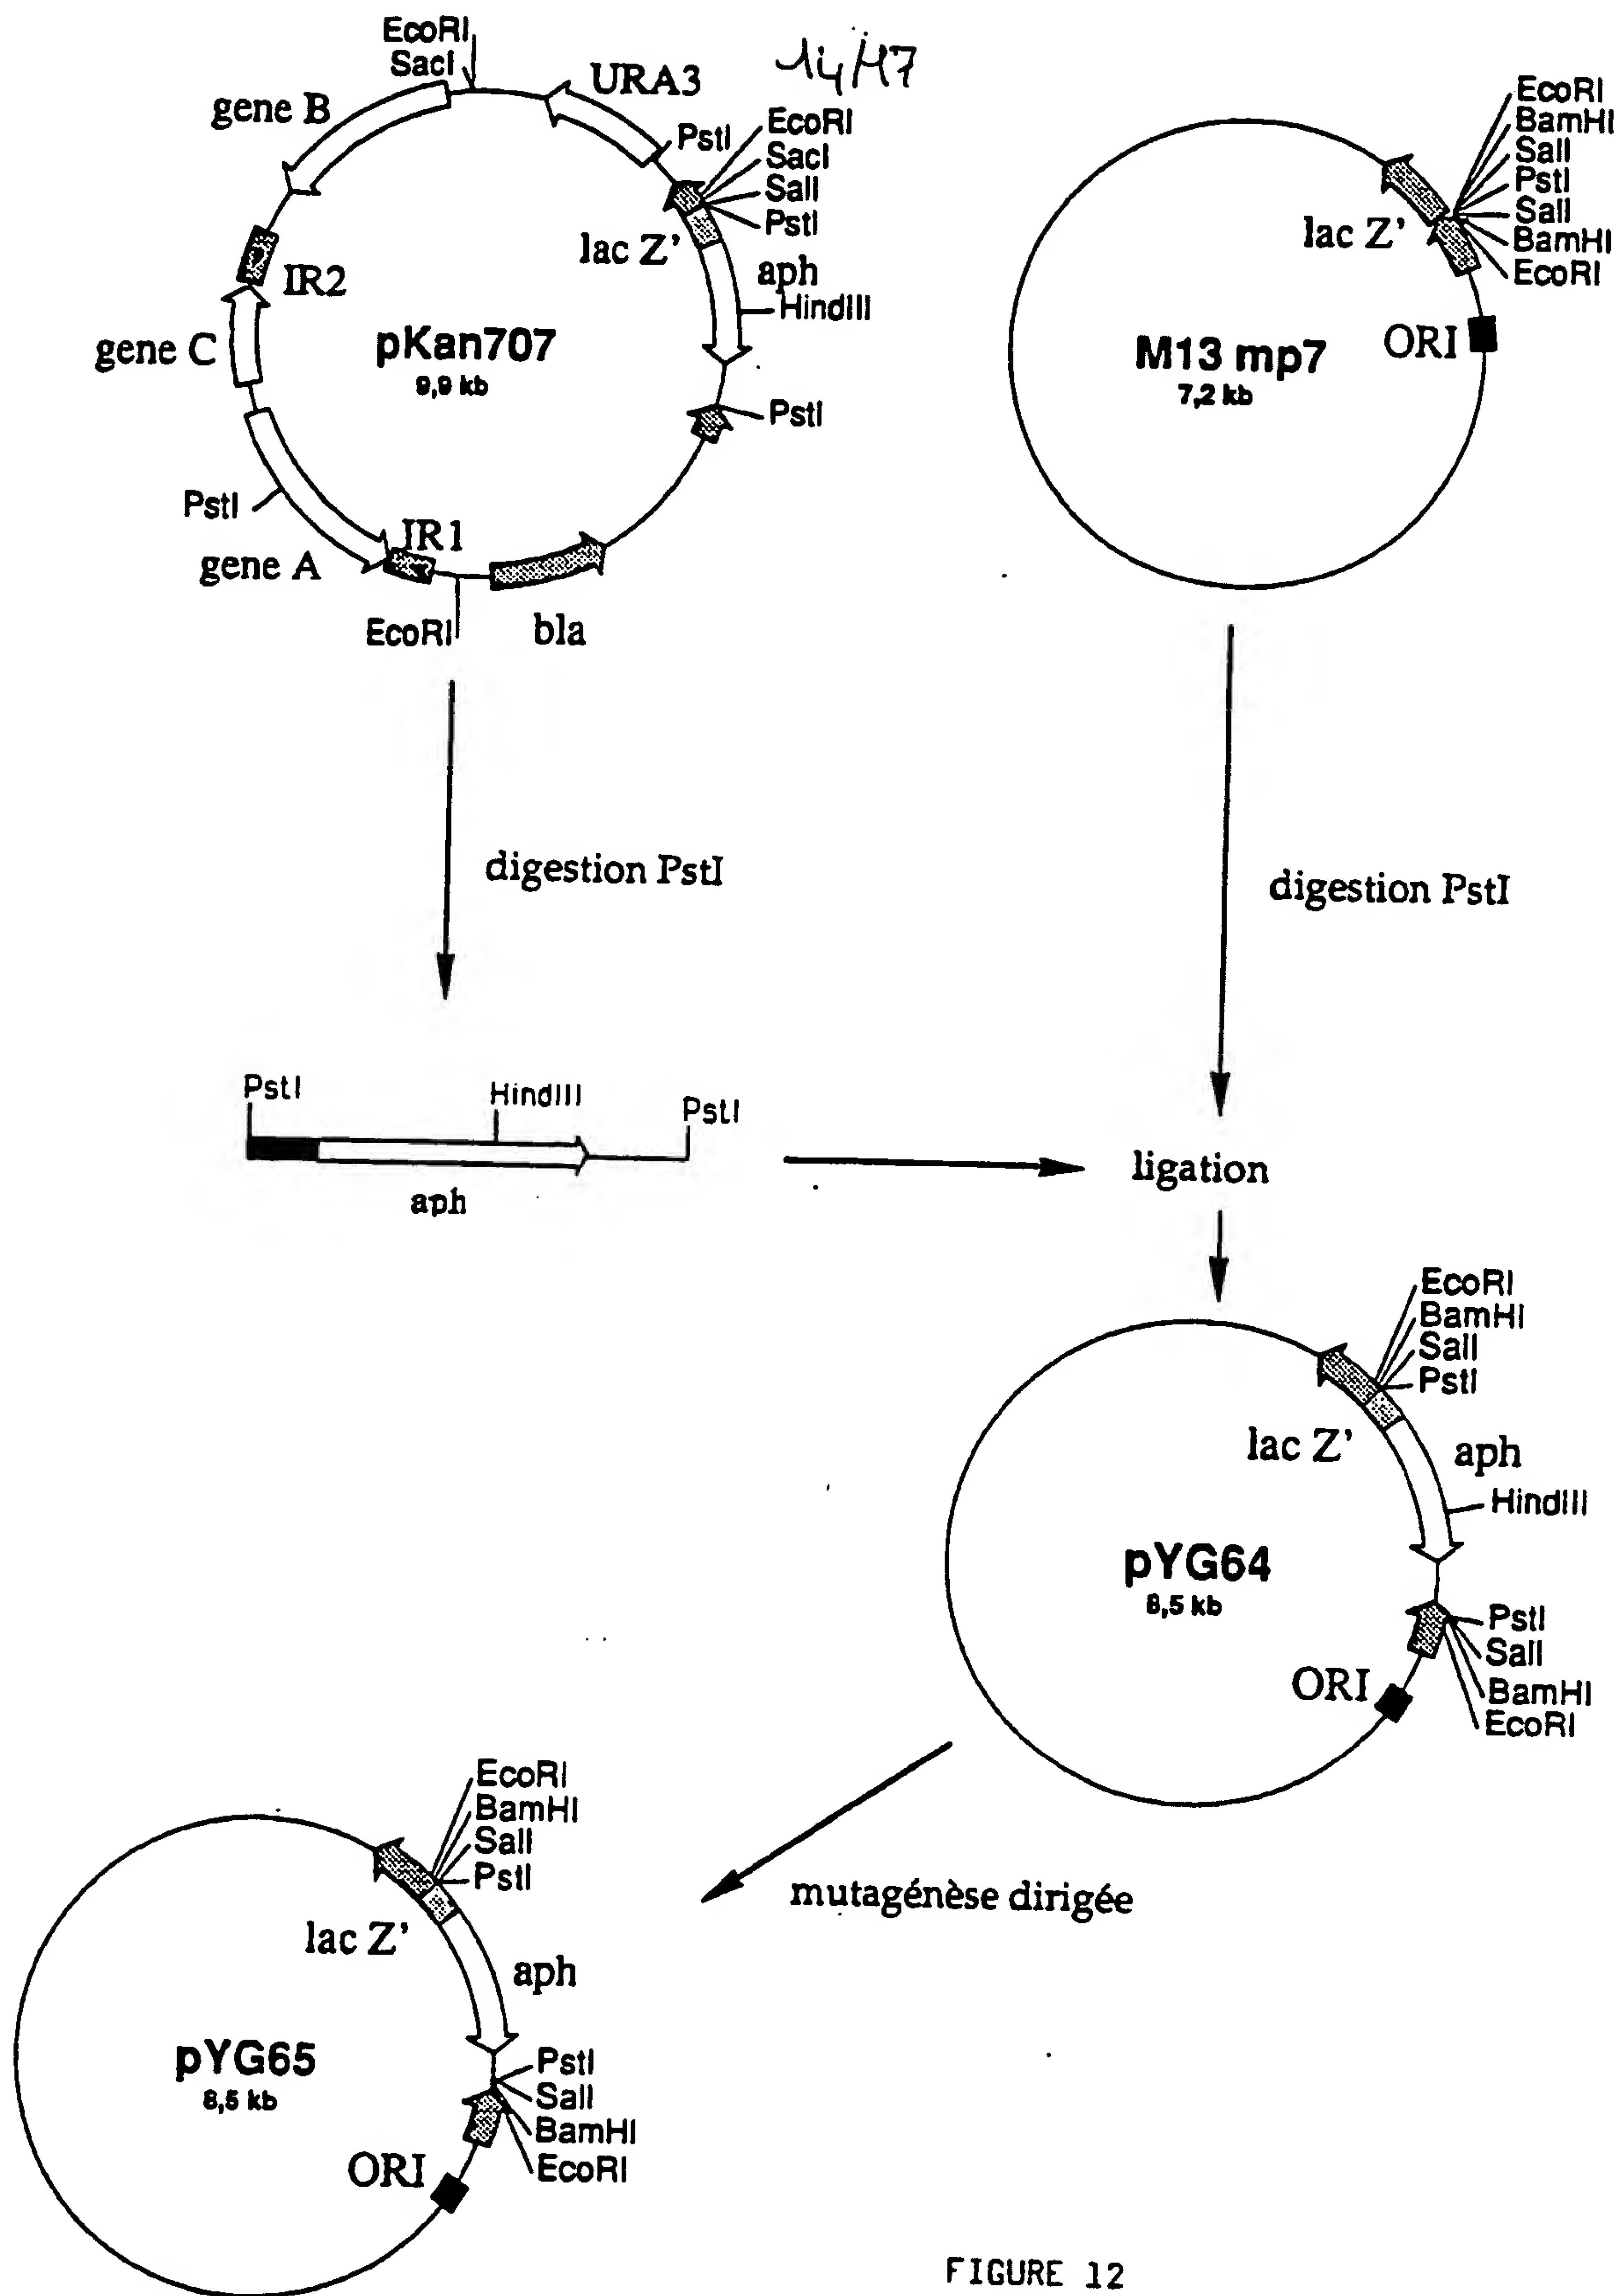 14/17
EcoRI
SacI
gene B
URA3
PstI
EcoRI
SacI
SalI
PstI
lac Z'
aph
HindIII
IR2
gene C
pKan707
9,9 kb
PstI
PstI
IR1
gene A
EcoRI
bla
EcoRI
BamHI
SalI
PstI
SalI
BamHI
EcoRI
lac Z'
ORI
M13 mp7
7,2 kb
digestion PstI
digestion PstI
PstI
HindIII
PstI
aph
ligation
EcoRI
BamHI
SalI
PstI
lac Z'
aph
HindIII
pYG64
8,5 kb
PstI
SalI
BamHI
EcoRI
ORI
mutagénèse dirigée
EcoRI
BamHI
SalI
PstI
lac Z'
aph
pYG65
8,5 kb
PstI
SalI
BamHI
EcoRI
ORI
FIGURE 12